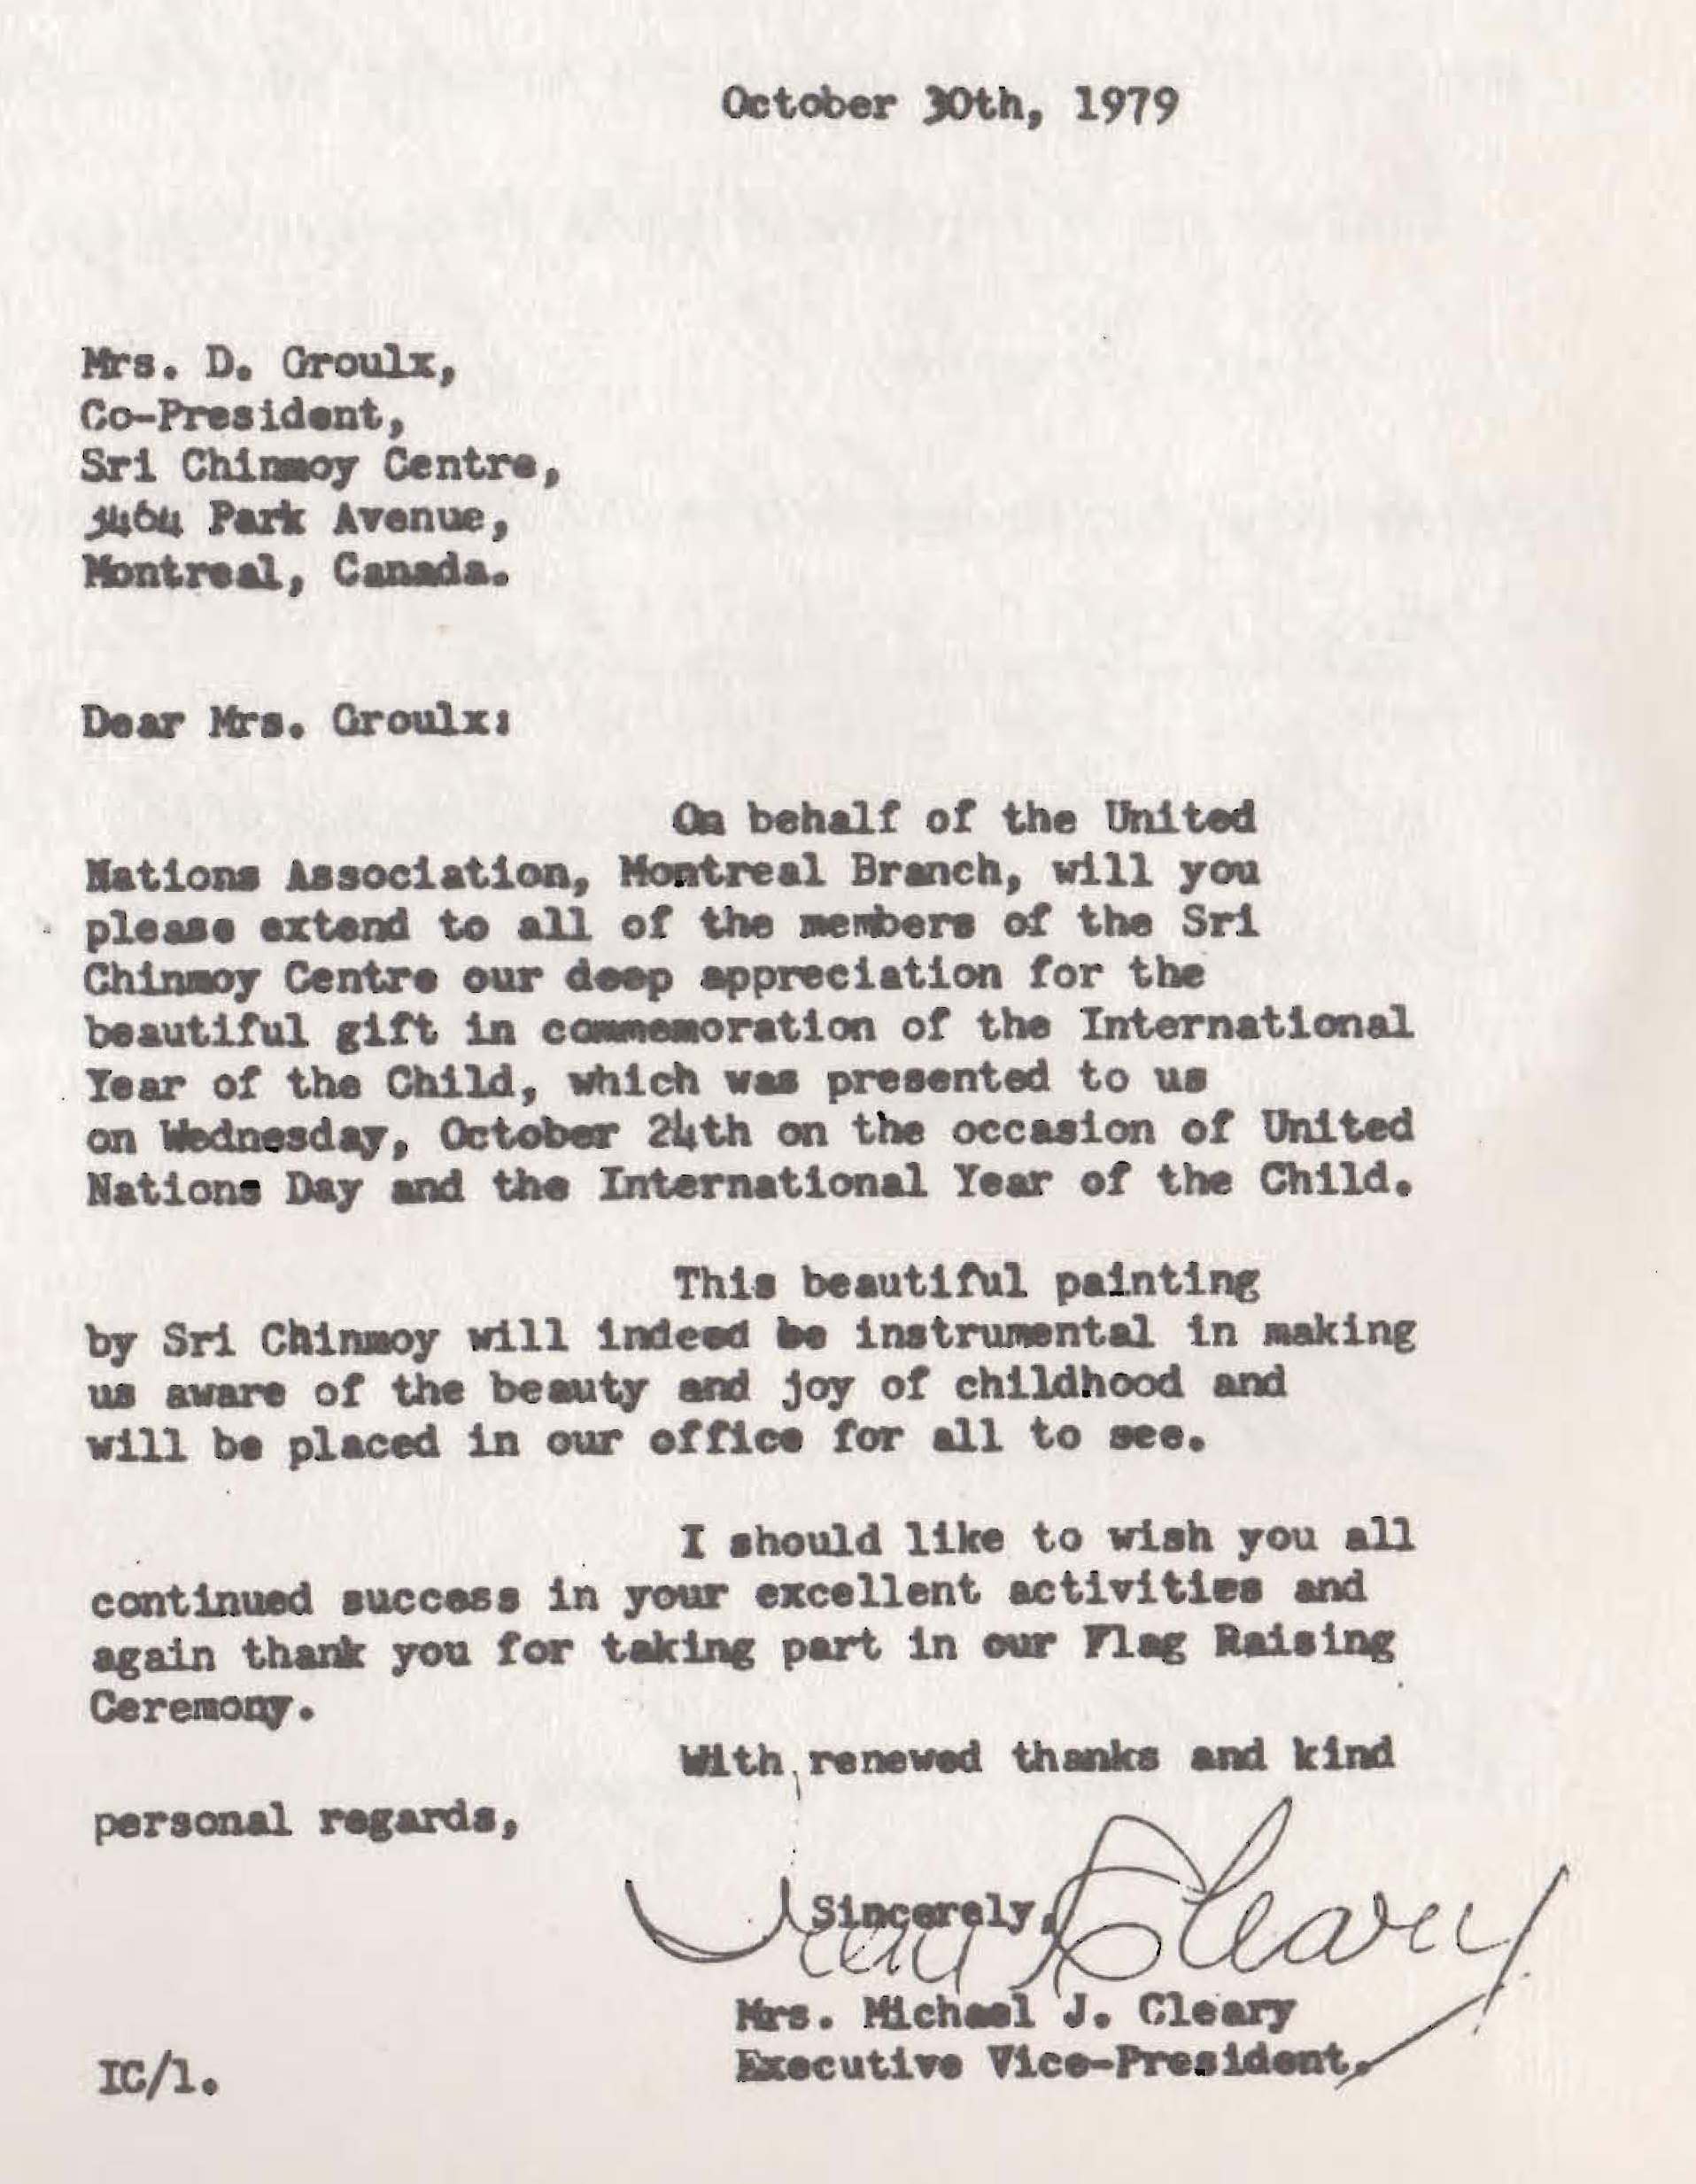 October 30th, 1979
Mrs. D. Groulx,
Co-President,
Sri Chinmoy Centre,
3464 Park Avenue,
Montreal, Canada.
Dear Mrs. Groulx:
On behalf of the United
Nations Association, Montreal Branch, will you
please extend to all of the members of the Sri
Chinmoy Centre our deep appreciation for the
beautiful gift in commemoration of the International
Year of the Child, which was presented to us
on Wednesday, October 24th on the occasion of United
Nations Day and the International Year of the Child.
This beautiful painting
by Sri Chinmoy will indeed be instrumental in making
us aware of the beauty and joy of childhood and
will be placed in our office for all to see.
I should like to wish you all
continued success in your excellent activities and
again thank you for taking part in our Flag Raising
Ceremony.
With renewed thanks and kind
personal regards,
Sincerely,
Cleary
Mrs. Michael J. Cleary
Executive Vice-President,
IC/l.